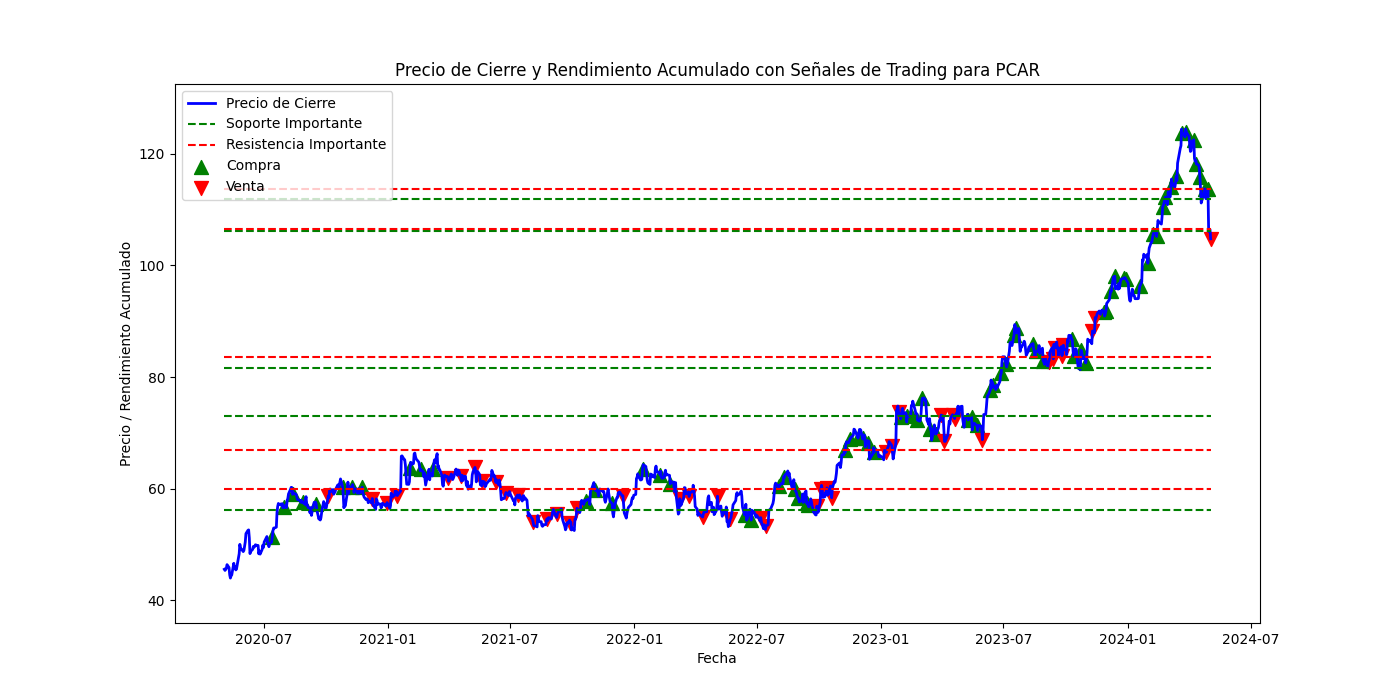 Precio de Cierre y Rendimiento Acumulado con Señales de Trading para PCAR
Precio de Cierre
Soporte Importante
Resistencia Importante
Compra
Venta
Precio / Rendimiento Acumulado
120
100
80
60
40
2020-07
2021-01
2021-07
2022-01
2022-07
2023-01
2023-07
2024-01
2024-07
Fecha